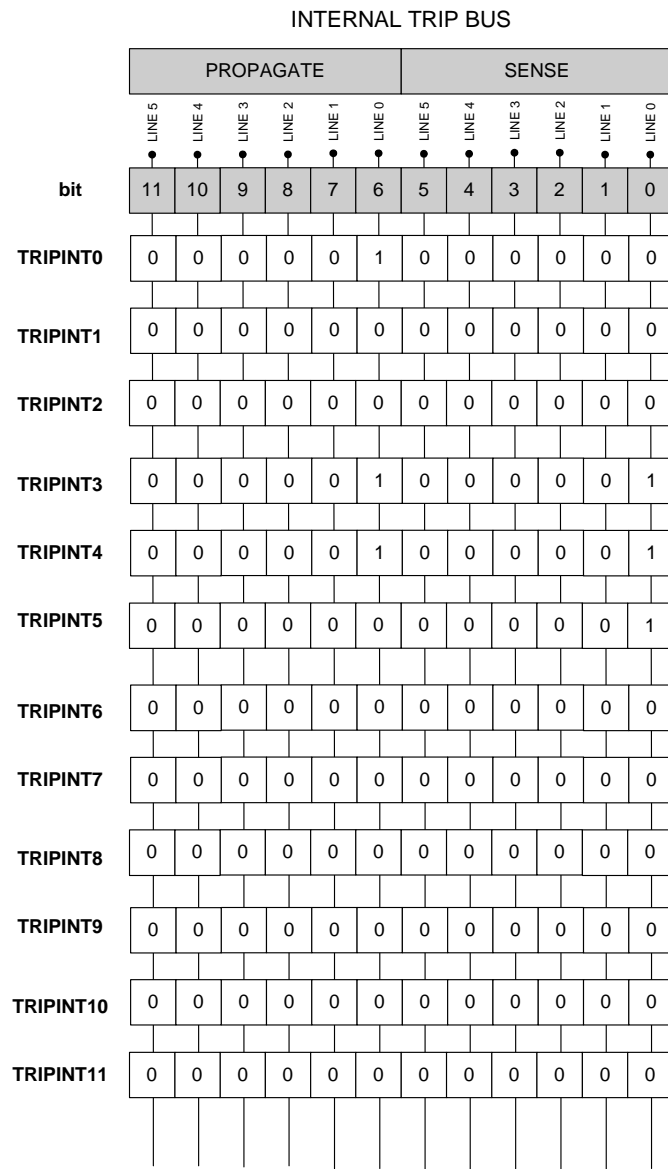 INTERNAL TRIP BUS
PROPAGATE SENSE
LINE 5 LINE 4 LINE 3 LINE 2 LINE 1 LINE 0 LINE 5 LINE 4 LINE 3 LINE 2 LINE 1 LINE 0
bit 11 10 9 8 7 6 5 4 3 2 1 0
TRIPINT0 0 0 0 0 0 1 0 0 0 0 0 0
TRIPINT1 0 0 0 0 0 0 0 0 0 0 0 0
TRIPINT2 0 0 0 0 0 0 0 0 0 0 0 0
TRIPINT3 0 0 0 0 0 1 0 0 0 0 0 1
TRIPINT4 0 0 0 0 0 1 0 0 0 0 0 1
TRIPINT5 0 0 0 0 0 0 0 0 0 0 0 1
TRIPINT6 0 0 0 0 0 0 0 0 0 0 0 0
TRIPINT7 0 0 0 0 0 0 0 0 0 0 0 0
TRIPINT8 0 0 0 0 0 0 0 0 0 0 0 0
TRIPINT9 0 0 0 0 0 0 0 0 0 0 0 0
TRIPINT10 0 0 0 0 0 0 0 0 0 0 0 0
TRIPINT11 0 0 0 0 0 0 0 0 0 0 0 0